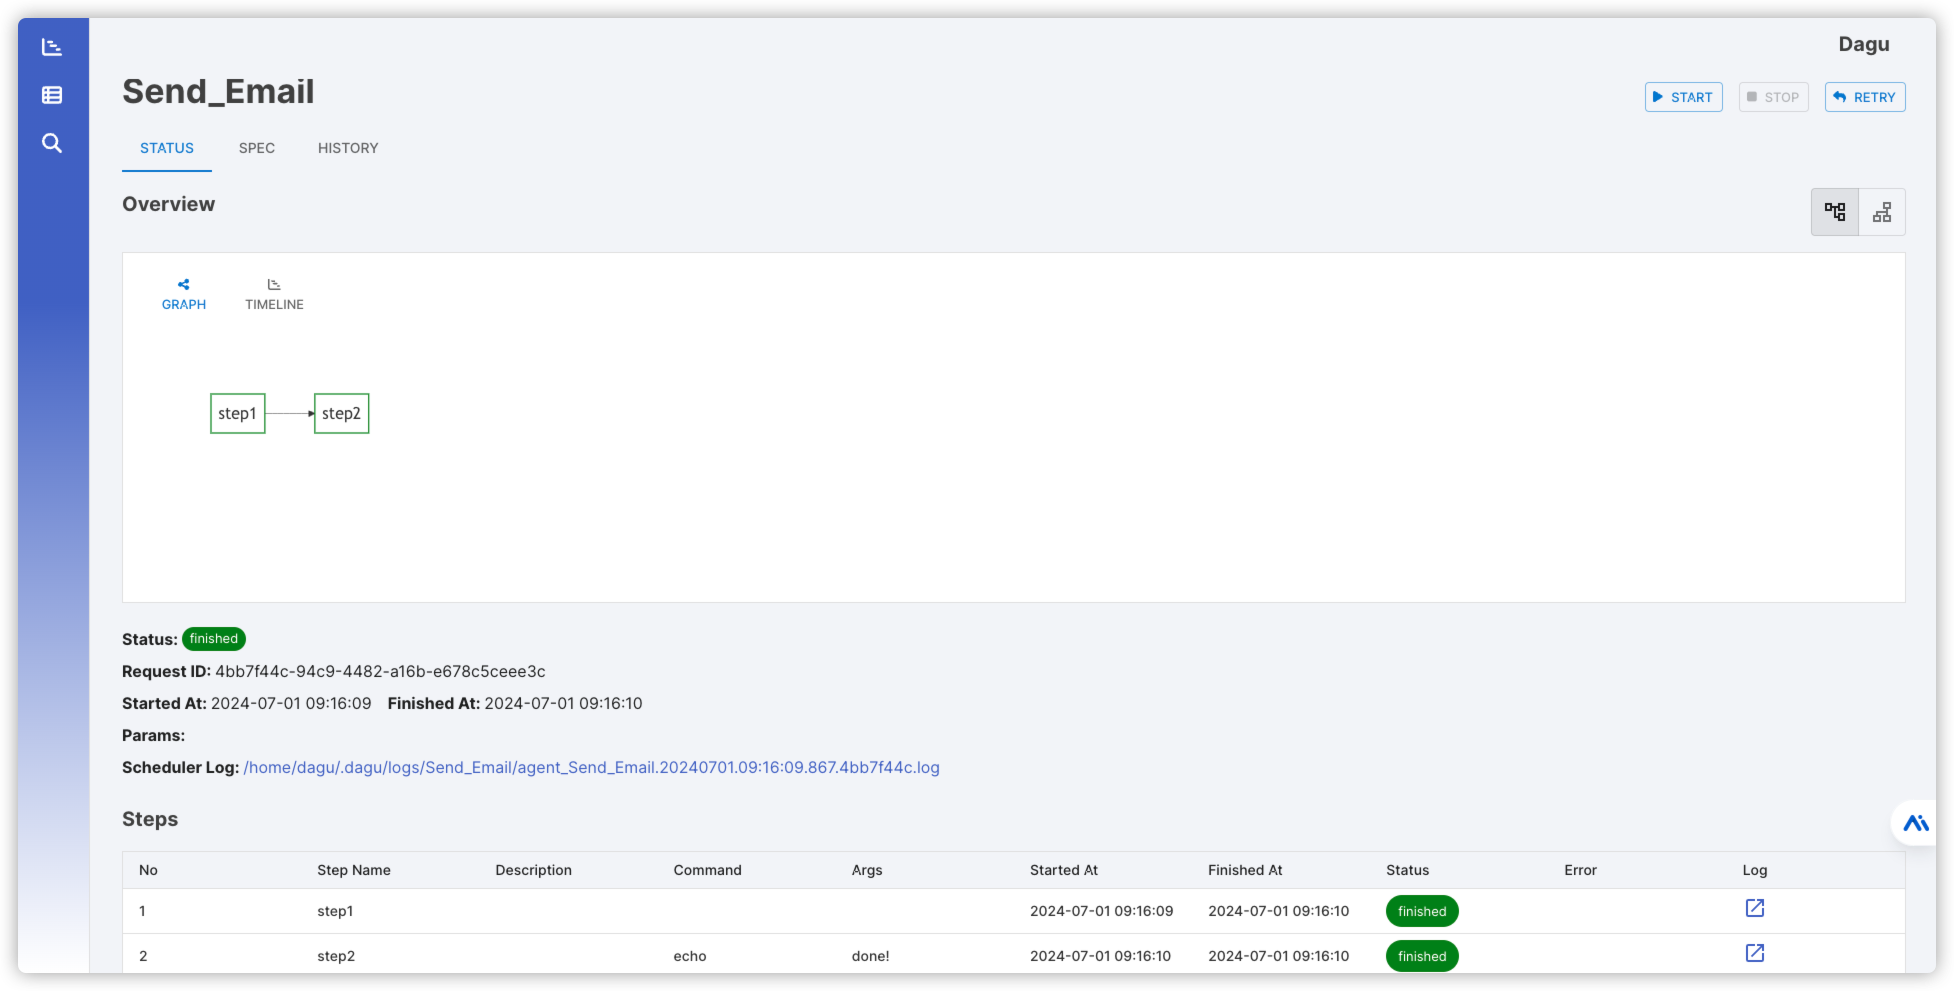 Dagu
Send_Email
START STOP RETRY
STATUS SPEC HISTORY
Overview
GRAPH TIMELINE
step1 step2
Status: finished
Request ID: 4bb7f44c-94c9-4482-a16b-e678c5ceee3c
Started At: 2024-07-01 09:16:09 Finished At: 2024-07-01 09:16:10
Params:
Scheduler Log: /home/dagu/.dagu/logs/Send_Email/agent_Send_Email.20240701.09:16:09.867.4bb7f44c.log
Steps
No Step Name Description Command Args Started At Finished At Status Error Log
1 step1 2024-07-01 09:16:09 2024-07-01 09:16:10 finished
2 step2 echo done! 2024-07-01 09:16:10 2024-07-01 09:16:10 finished